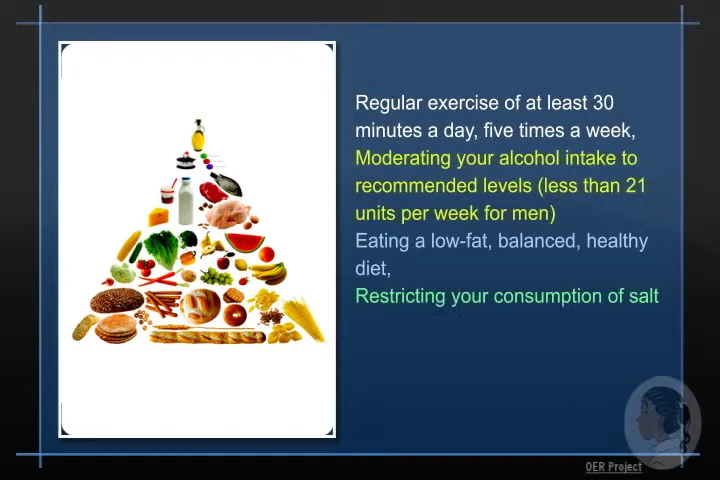 Regular exercise of at least 30
minutes a day, five times a week,
Moderating your alcohol intake to
recommended levels (less than 21
units per week for men)
Eating a low-fat, balanced, healthy
diet,
Restricting your consumption of salt
OER Project